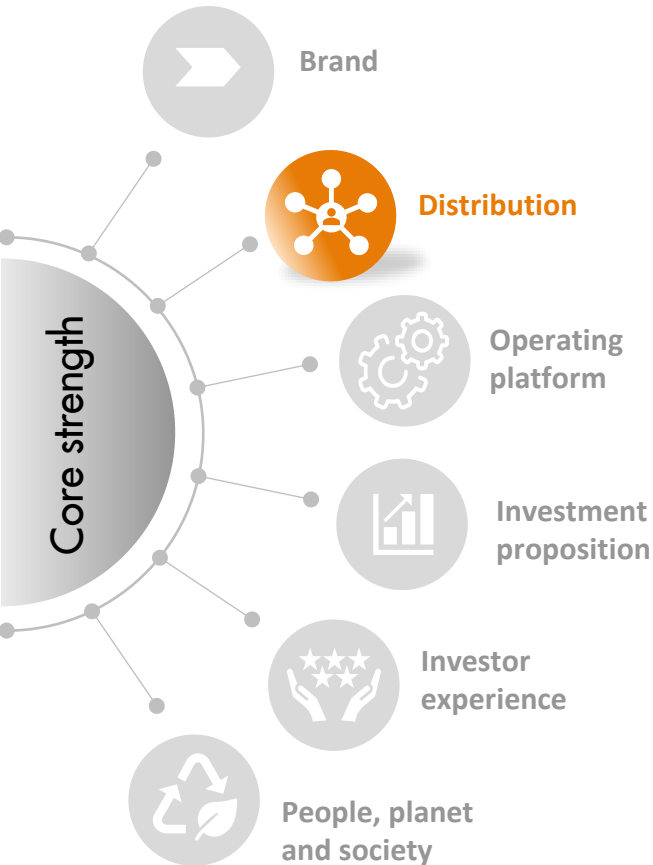 Brand
Distribution
Core strength
Operating
platform
Investment
proposition
Investor
experience
People, planet
and society